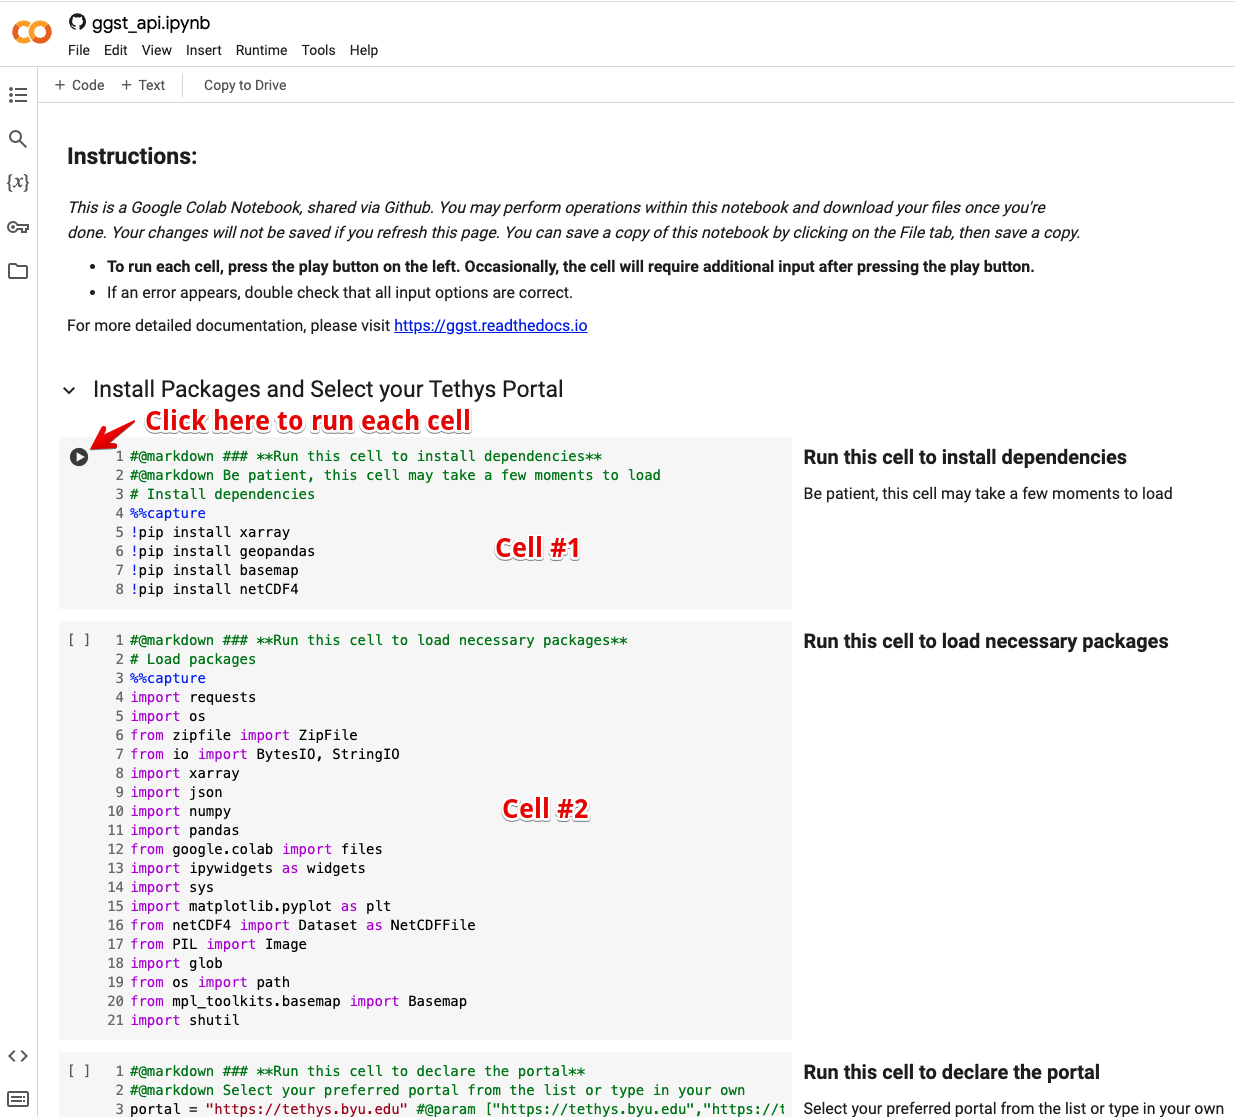 ggst_api.ipynb
File Edit View Insert Runtime Tools Help
+ Code + Text Copy to Drive
{x}
Instructions:
This is a Google Colab Notebook, shared via Github. You may perform operations within this notebook and download your files once you're
done. Your changes will not be saved if you refresh this page. You can save a copy of this notebook by clicking on the File tab, then save a copy.
• To run each cell, press the play button on the left. Occasionally, the cell will require additional input after pressing the play button.
• If an error appears, double check that all input options are correct.
For more detailed documentation, please visit https://ggst.readthedocs.io
Install Packages and Select your Tethys Portal
Click here to run each cell
1 #@markdown ### **Run this cell to install dependencies**
2 #@markdown Be patient, this cell may take a few moments to load
3 # Install dependencies
4 %%capture
5 !pip install xarray
6 !pip install geopandas
7 !pip install basemap
8 !pip install netCDF4
Cell #1
Run this cell to install dependencies
Be patient, this cell may take a few moments to load
[ ] 1 #@markdown ### **Run this cell to load necessary packages**
2 # Load packages
3 %%capture
4 import requests
5 import os
6 from zipfile import ZipFile
7 from io import BytesIO, StringIO
8 import xarray
9 import json
10 import numpy
11 import pandas
12 from google.colab import files
13 import ipywidgets as widgets
14 import sys
15 import matplotlib.pyplot as plt
16 from netCDF4 import Dataset as NetCDFFile
17 from PIL import Image
18 import glob
19 from os import path
20 from mpl_toolkits.basemap import Basemap
21 import shutil
Cell #2
Run this cell to load necessary packages
[ ] 1 #@markdown ### **Run this cell to declare the portal**
2 #@markdown Select your preferred portal from the list or type in your own
3 portal = "https://tethys.byu.edu" #@param ["https://tethys.byu.edu","https://t
Run this cell to declare the portal
Select your preferred portal from the list or type in your own